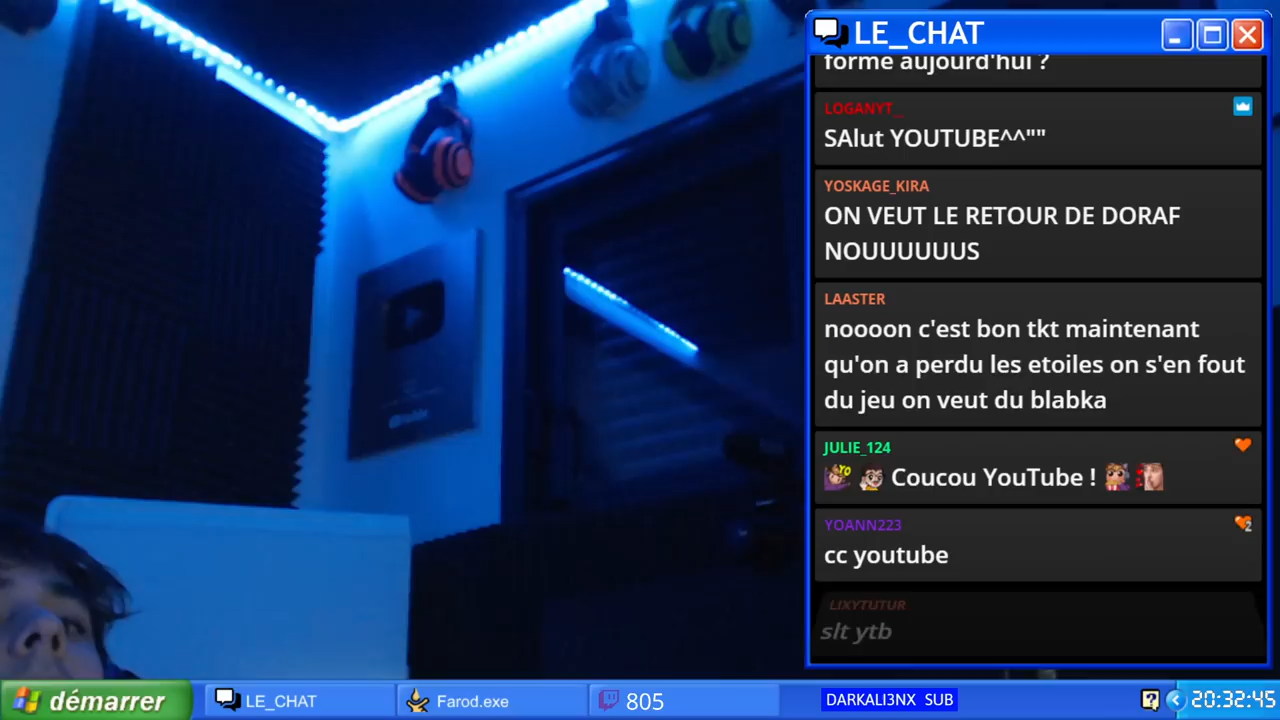 LE_CHAT
forme aujourd'hui ?
LOGANYT_
SAlut YOUTUBE^^""
YOSKAGE_KIRA
ON VEUT LE RETOUR DE DORAF
NOUUUUUUS
LAASTER
noooon c'est bon tkt maintenant
qu'on a perdu les etoiles on s'en fout
du jeu on veut du blabka
JULIE_124
YO
Coucou YouTube !
YOANN223
2
cc youtube
LIXYTUTUR
slt ytb
démarrer
LE_CHAT
Farod.exe
805
DARKALI3NX SUB
?
20:32:45